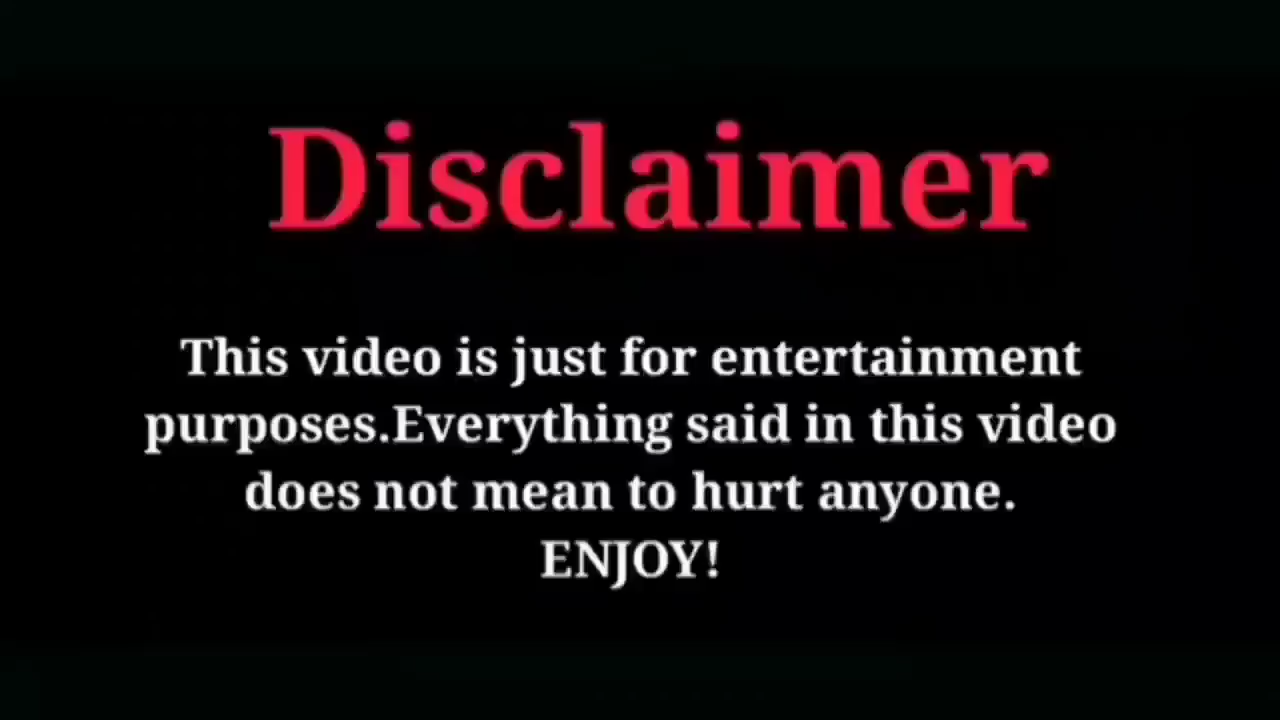 Disclaimer
This video is just for entertainment
purposes.Everything said in this video
does not mean to hurt anyone.
ENJOY!